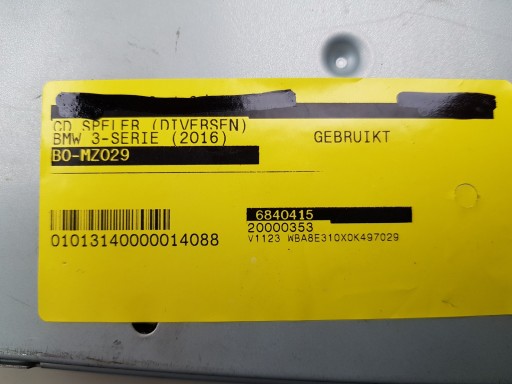 CD SPELER (DIVERSEN)
BMW 3-SERIE (2016)
GEBRUIKT
BO-MZ029
6840415
20000353
V1123 WBA8E310X0K497029
01013140000014088